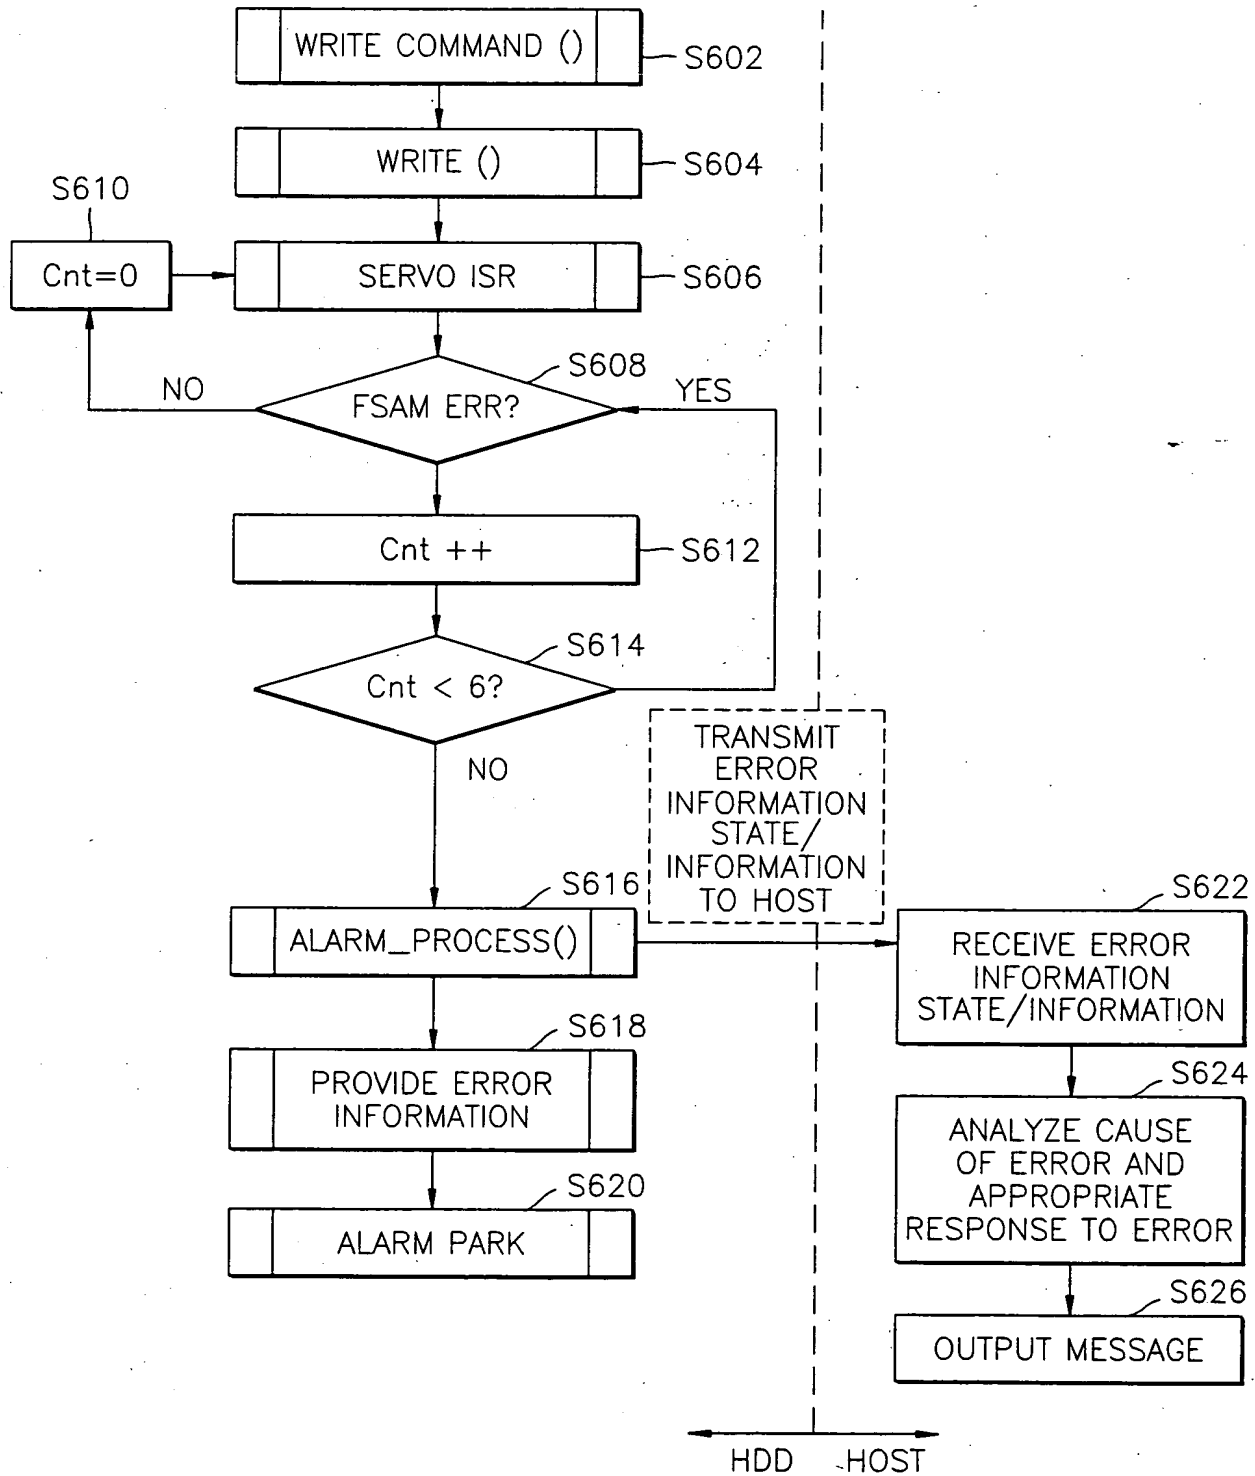 WRITE COMMAND ()
S602
WRITE ()
S604
S610
Cnt=0
SERVO ISR
S606
S608
NO
FSAM ERR?
YES
Cnt ++
S612
S614
Cnt < 6?
NO
TRANSMIT
ERROR
INFORMATION
STATE/
INFORMATION
TO HOST
S616
ALARM_PROCESS()
S622
RECEIVE ERROR
INFORMATION
STATE/INFORMATION
S618
PROVIDE ERROR
INFORMATION
S624
ANALYZE CAUSE
OF ERROR AND
APPROPRIATE
RESPONSE TO ERROR
S620
ALARM PARK
S626
OUTPUT MESSAGE
HDD
HOST